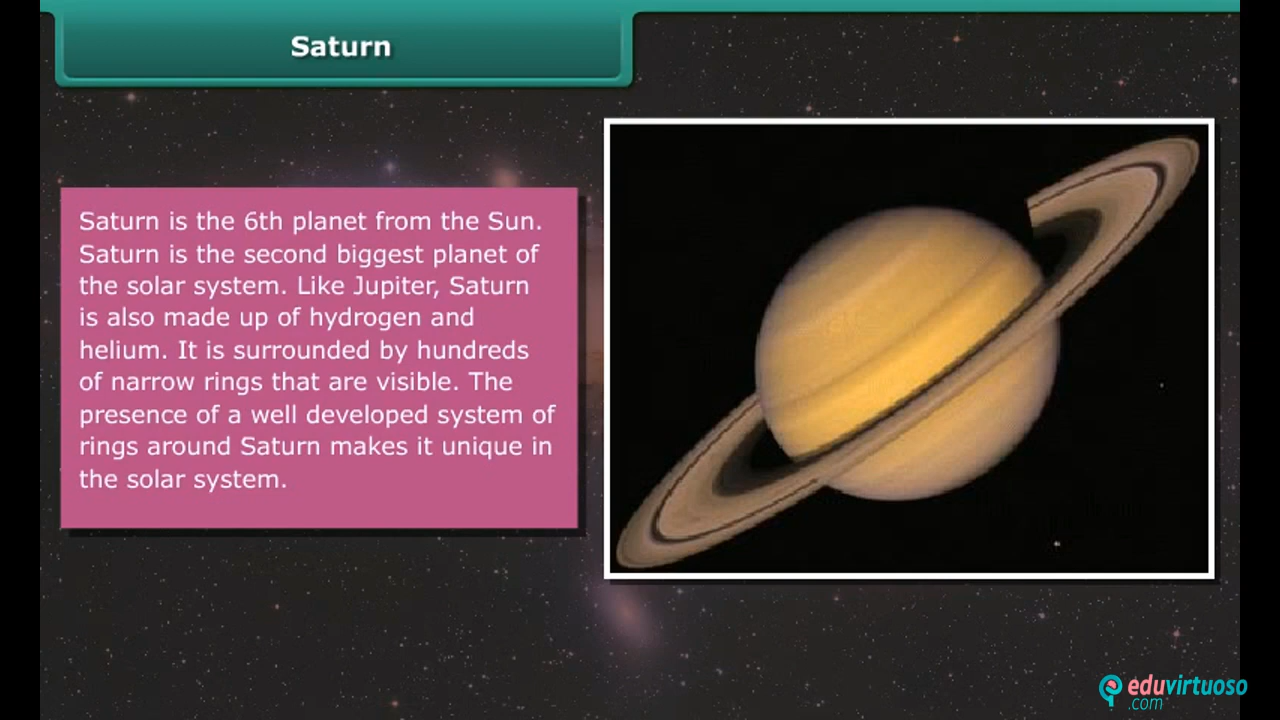 Saturn
Saturn is the 6th planet from the Sun.
Saturn is the second biggest planet of
the solar system. Like Jupiter, Saturn
is also made up of hydrogen and
helium. It is surrounded by hundreds
of narrow rings that are visible. The
presence of a well developed system of
rings around Saturn makes it unique in
the solar system.
eduvirtuoso
.com